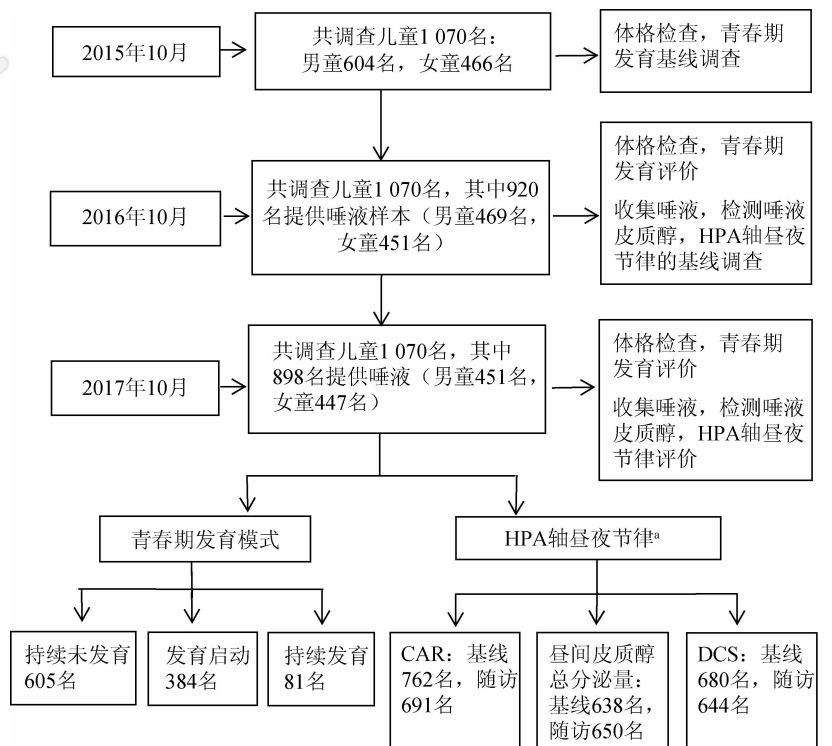 2015年10月
共调查儿童1 070名：
男童604名，女童466名
体格检查，青春期
发育基线调查
2016年10月
共调查儿童1 070名，其中920
名提供唾液样本（男童469名，
女童451名）
体格检查，青春期
发育评价
收集唾液，检测唾液
皮质醇，HPA轴昼夜
节律的基线调查
2017年10月
共调查儿童1 070名，其中
898名提供唾液（男童451名，
女童447名）
体格检查，青春期
发育评价
收集唾液，检测唾液
皮质醇，HPA轴昼夜
节律评价
青春期发育模式
HPA轴昼夜节律a
持续未发育
605名
发育启动
384名
持续发育
81名
CAR：基线
762名，随访
691名
昼间皮质醇
总分泌量：
基线638名，
随访650名
DCS：基线
680名，随访
644名